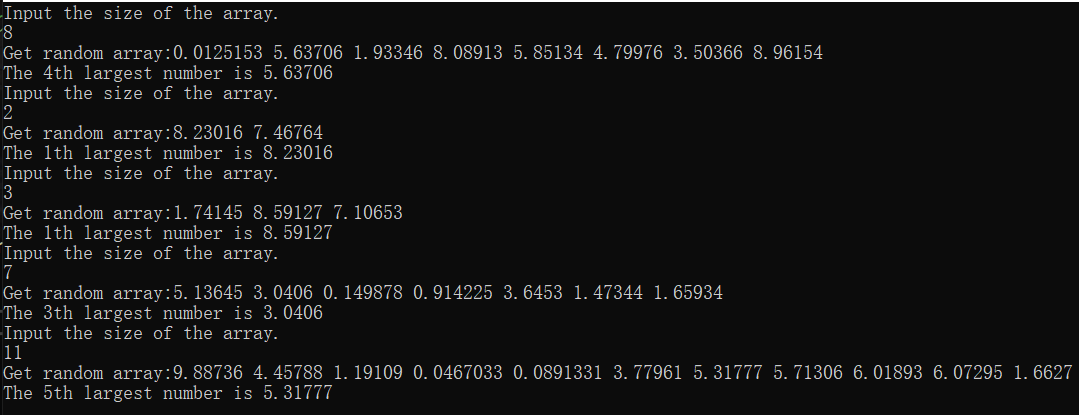 Input the size of the array.
8
Get random array:0.0125153 5.63706 1.93346 8.08913 5.85134 4.79976 3.50366 8.96154
The 4th largest number is 5.63706
Input the size of the array.
2
Get random array:8.23016 7.46764
The 1th largest number is 8.23016
Input the size of the array.
3
Get random array:1.74145 8.59127 7.10653
The 1th largest number is 8.59127
Input the size of the array.
7
Get random array:5.13645 3.0406 0.149878 0.914225 3.6453 1.47344 1.65934
The 3th largest number is 3.0406
Input the size of the array.
11
Get random array:9.88736 4.45788 1.19109 0.0467033 0.0891331 3.77961 5.31777 5.71306 6.01893 6.07295 1.6627
The 5th largest number is 5.31777